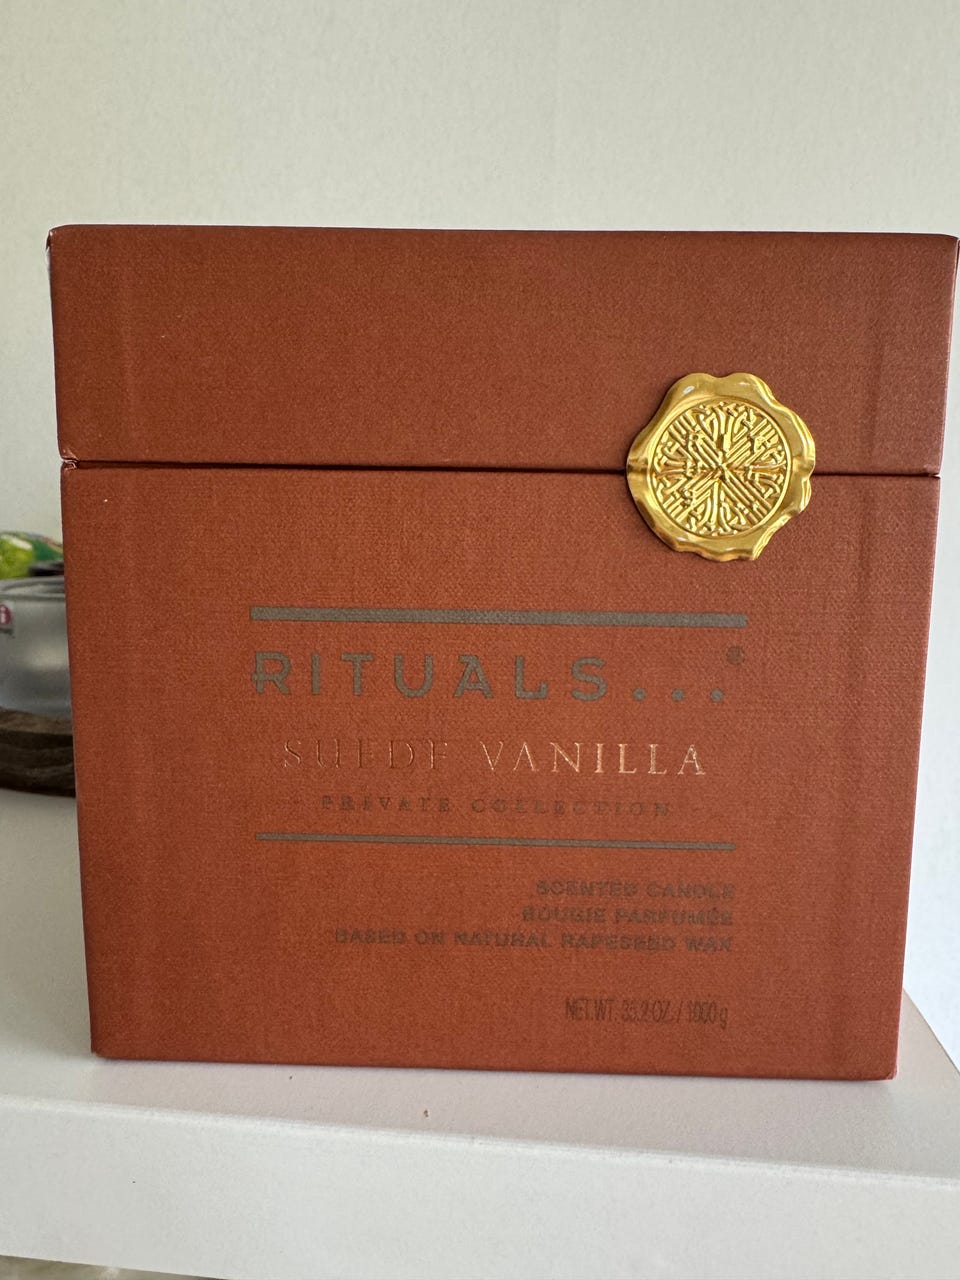 RITUALS...®
SUEDE VANILLA
PRIVATE COLLECTION
SCENTED CANDLE
BOUGIE PARFUMÉE
BASED ON NATURAL RAPESEED WAX
NET.WT. 35.2 OZ. / 1000 g